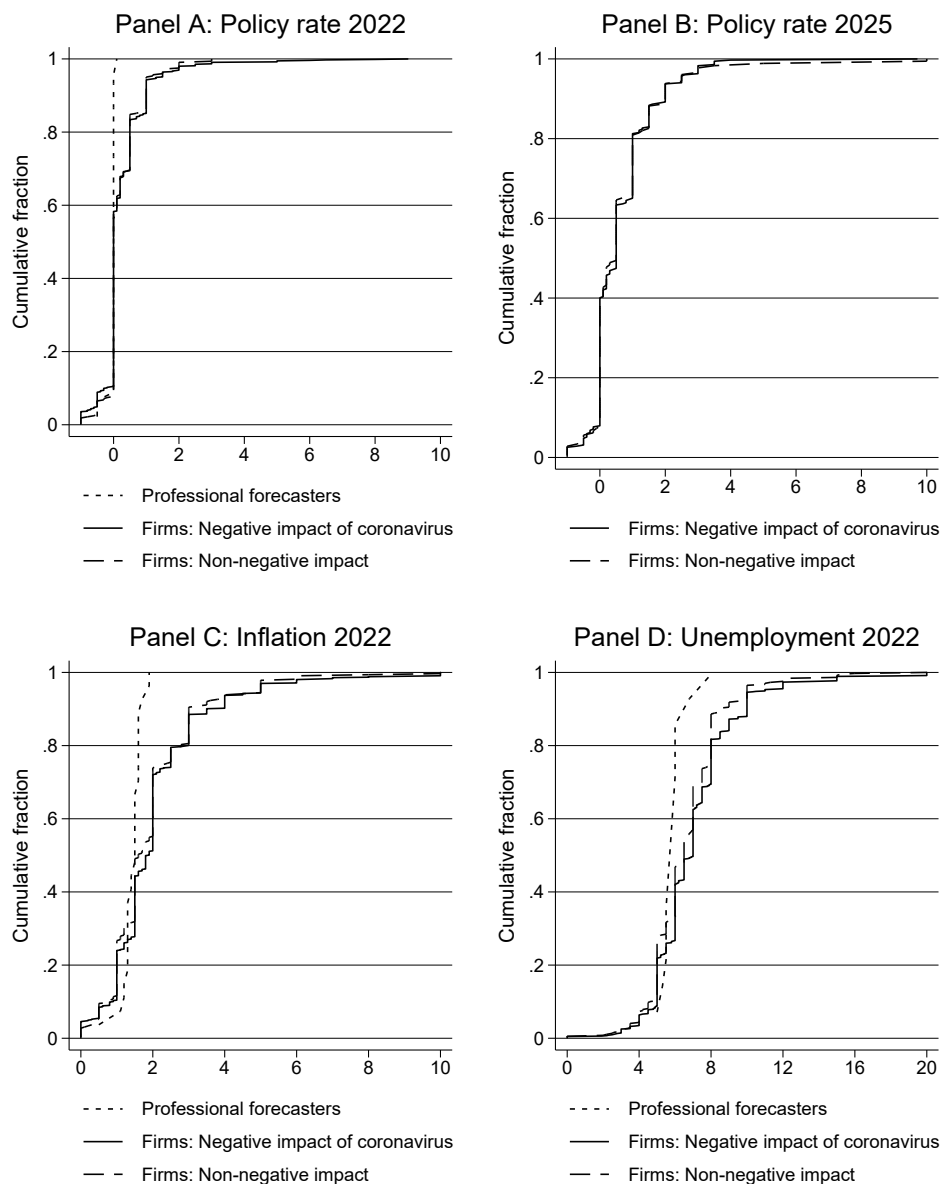 Panel A: Policy rate 2022
Cumulative fraction
1
.8
.6
.4
.2
0
0 2 4 6 8 10
Professional forecasters
Firms: Negative impact of coronavirus
Firms: Non-negative impact
Panel B: Policy rate 2025
Cumulative fraction
1
.8
.6
.4
.2
0
0 2 4 6 8 10
Firms: Negative impact of coronavirus
Firms: Non-negative impact
Panel C: Inflation 2022
Cumulative fraction
1
.8
.6
.4
.2
0
0 2 4 6 8 10
Professional forecasters
Firms: Negative impact of coronavirus
Firms: Non-negative impact
Panel D: Unemployment 2022
Cumulative fraction
1
.8
.6
.4
.2
0
0 4 8 12 16 20
Professional forecasters
Firms: Negative impact of coronavirus
Firms: Non-negative impact